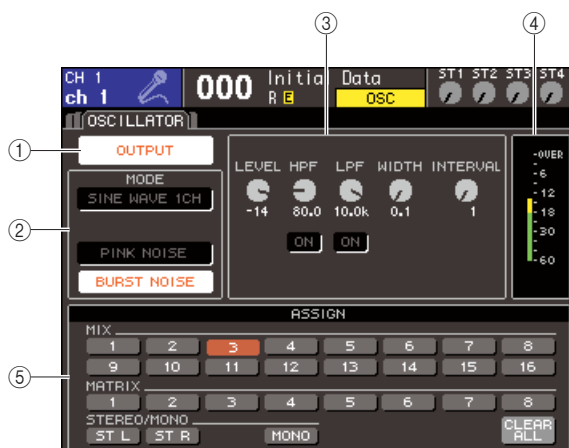 ③ ④
CH 1
ch 1
000
Initial Data
R E
OSC
ST1 ST2 ST3 ST4
OSCILLATOR
①
OUTPUT
MODE
②
SINE WAVE 1CH
PINK NOISE
BURST NOISE
LEVEL HPF LPF WIDTH INTERVAL
-14 80.0 10.0k 0.1 1
ON ON
-OVER
-6
-12
-18
-30
-60
ASSIGN
⑤
MIX
1 2 3 4 5 6 7 8
9 10 11 12 13 14 15 16
MATRIX
1 2 3 4 5 6 7 8
STEREO/MONO
ST L ST R MONO
CLEAR
ALL